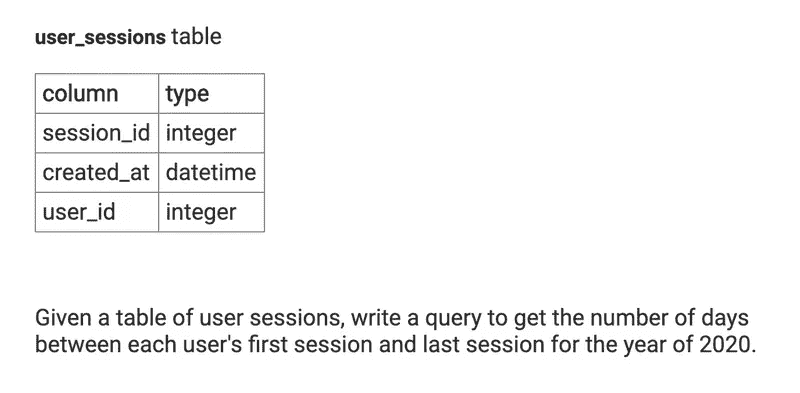 user_sessions table
column type
session_id integer
created_at datetime
user_id integer
Given a table of user sessions, write a query to get the number of days
between each user's first session and last session for the year of 2020.